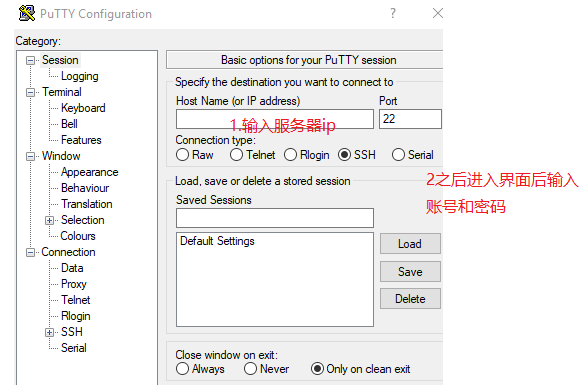 PuTTY Configuration
Category:
Session
Logging
Terminal
Keyboard
Bell
Features
Window
Appearance
Behaviour
Translation
Selection
Colours
Connection
Data
Proxy
Telnet
Rlogin
SSH
Serial
Basic options for your PuTTY session
Specify the destination you want to connect to
Host Name (or IP address) Port
1.输入服务器ip 22
Connection type:
Raw Telnet Rlogin SSH Serial
Load, save or delete a stored session
Saved Sessions
Default Settings
Load
Save
Delete
Close window on exit:
Always Never Only on clean exit
2之后进入界面后输入
账号和密码